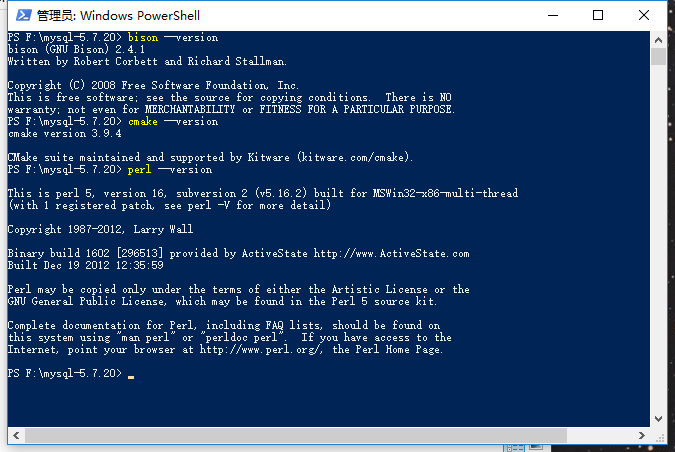 管理员: Windows PowerShell
PS F:\mysql-5.7.20> bison --version
bison (GNU Bison) 2.4.1
Written by Robert Corbett and Richard Stallman.
Copyright (C) 2008 Free Software Foundation, Inc.
This is free software; see the source for copying conditions.  There is NO
warranty; not even for MERCHANTABILITY or FITNESS FOR A PARTICULAR PURPOSE.
PS F:\mysql-5.7.20> cmake --version
cmake version 3.9.4
CMake suite maintained and supported by Kitware (kitware.com/cmake).
PS F:\mysql-5.7.20> perl --version
This is perl 5, version 16, subversion 2 (v5.16.2) built for MSWin32-x86-multi-thread
(with 1 registered patch, see perl -V for more detail)
Copyright 1987-2012, Larry Wall
Binary build 1602 [296513] provided by ActiveState http://www.ActiveState.com
Built Dec 19 2012 12:35:59
Perl may be copied only under the terms of either the Artistic License or the
GNU General Public License, which may be found in the Perl 5 source kit.
Complete documentation for Perl, including FAQ lists, should be found on
this system using "man perl" or "perldoc perl".  If you have access to the
Internet, point your browser at http://www.perl.org/, the Perl Home Page.
PS F:\mysql-5.7.20> _